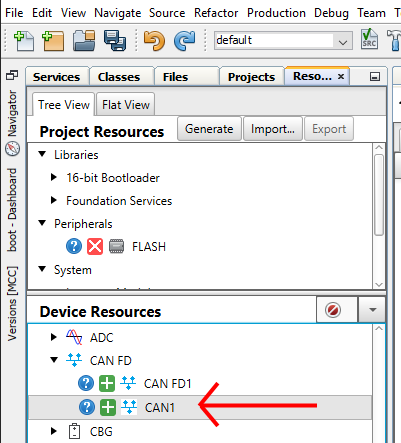 File Edit View Navigate Source Refactor Production Debug Team T
default
SRC
Services Classes Files Projects Reso... ×
Tree View Flat View
Project Resources Generate Import... Export
Libraries
16-bit Bootloader
Foundation Services
Peripherals
? FLASH
System
Device Resources
ADC
CAN FD
? CAN FD1
? CAN1
CBG
Navigator
boot - Dashboard
Versions [MCC]